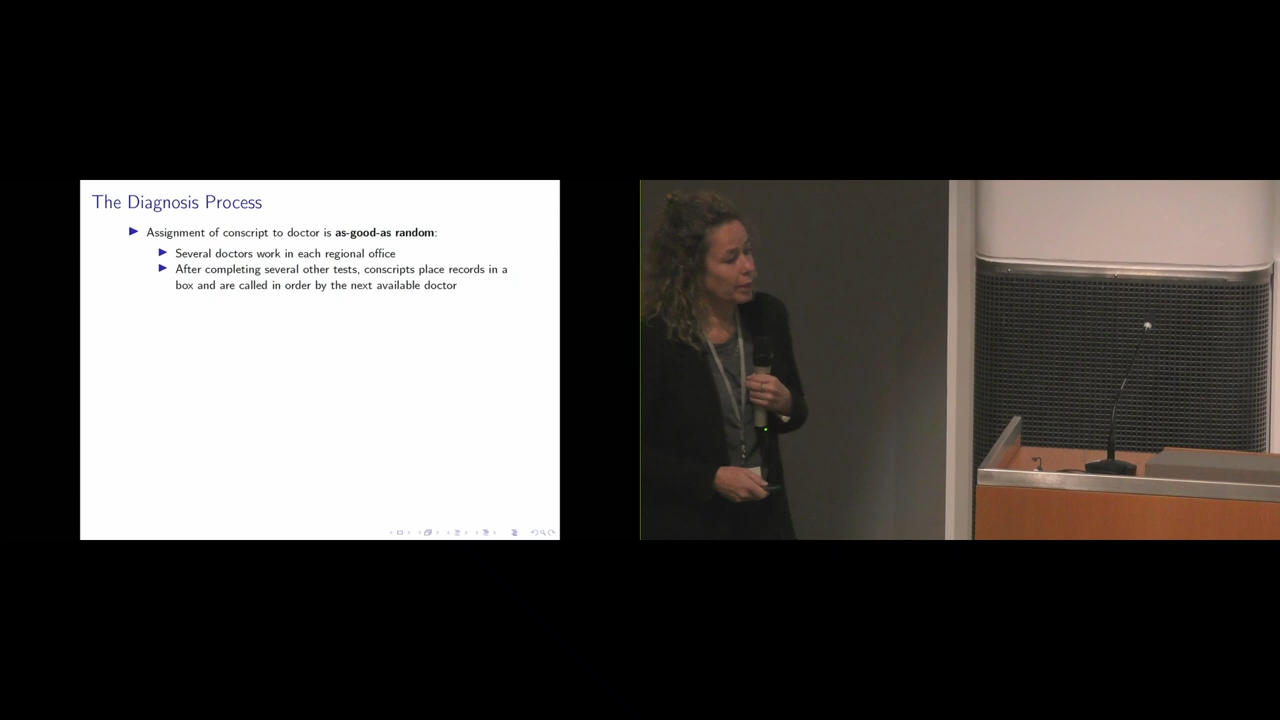 The Diagnosis Process
Assignment of conscript to doctor is as-good-as random:
Several doctors work in each regional office
After completing several other tests, conscripts place records in a
box and are called in order by the next available doctor